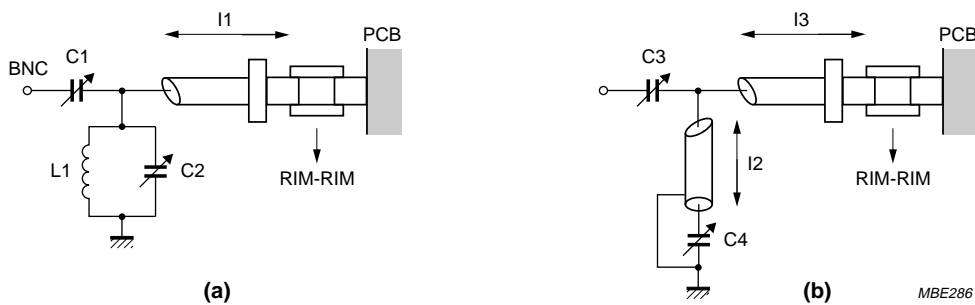 l1
PCB
C1
BNC
L1
C2
RIM-RIM
(a)
l3
PCB
C3
l2
RIM-RIM
C4
(b)
MBE286